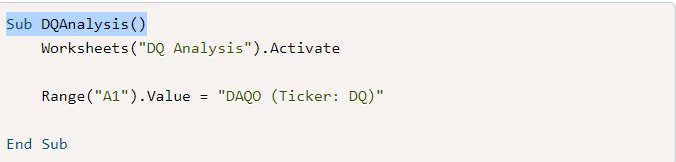 Sub DQAnalysis()
Worksheets("DQ Analysis").Activate
Range("A1").Value = "DAQO (Ticker: DQ)"
End Sub